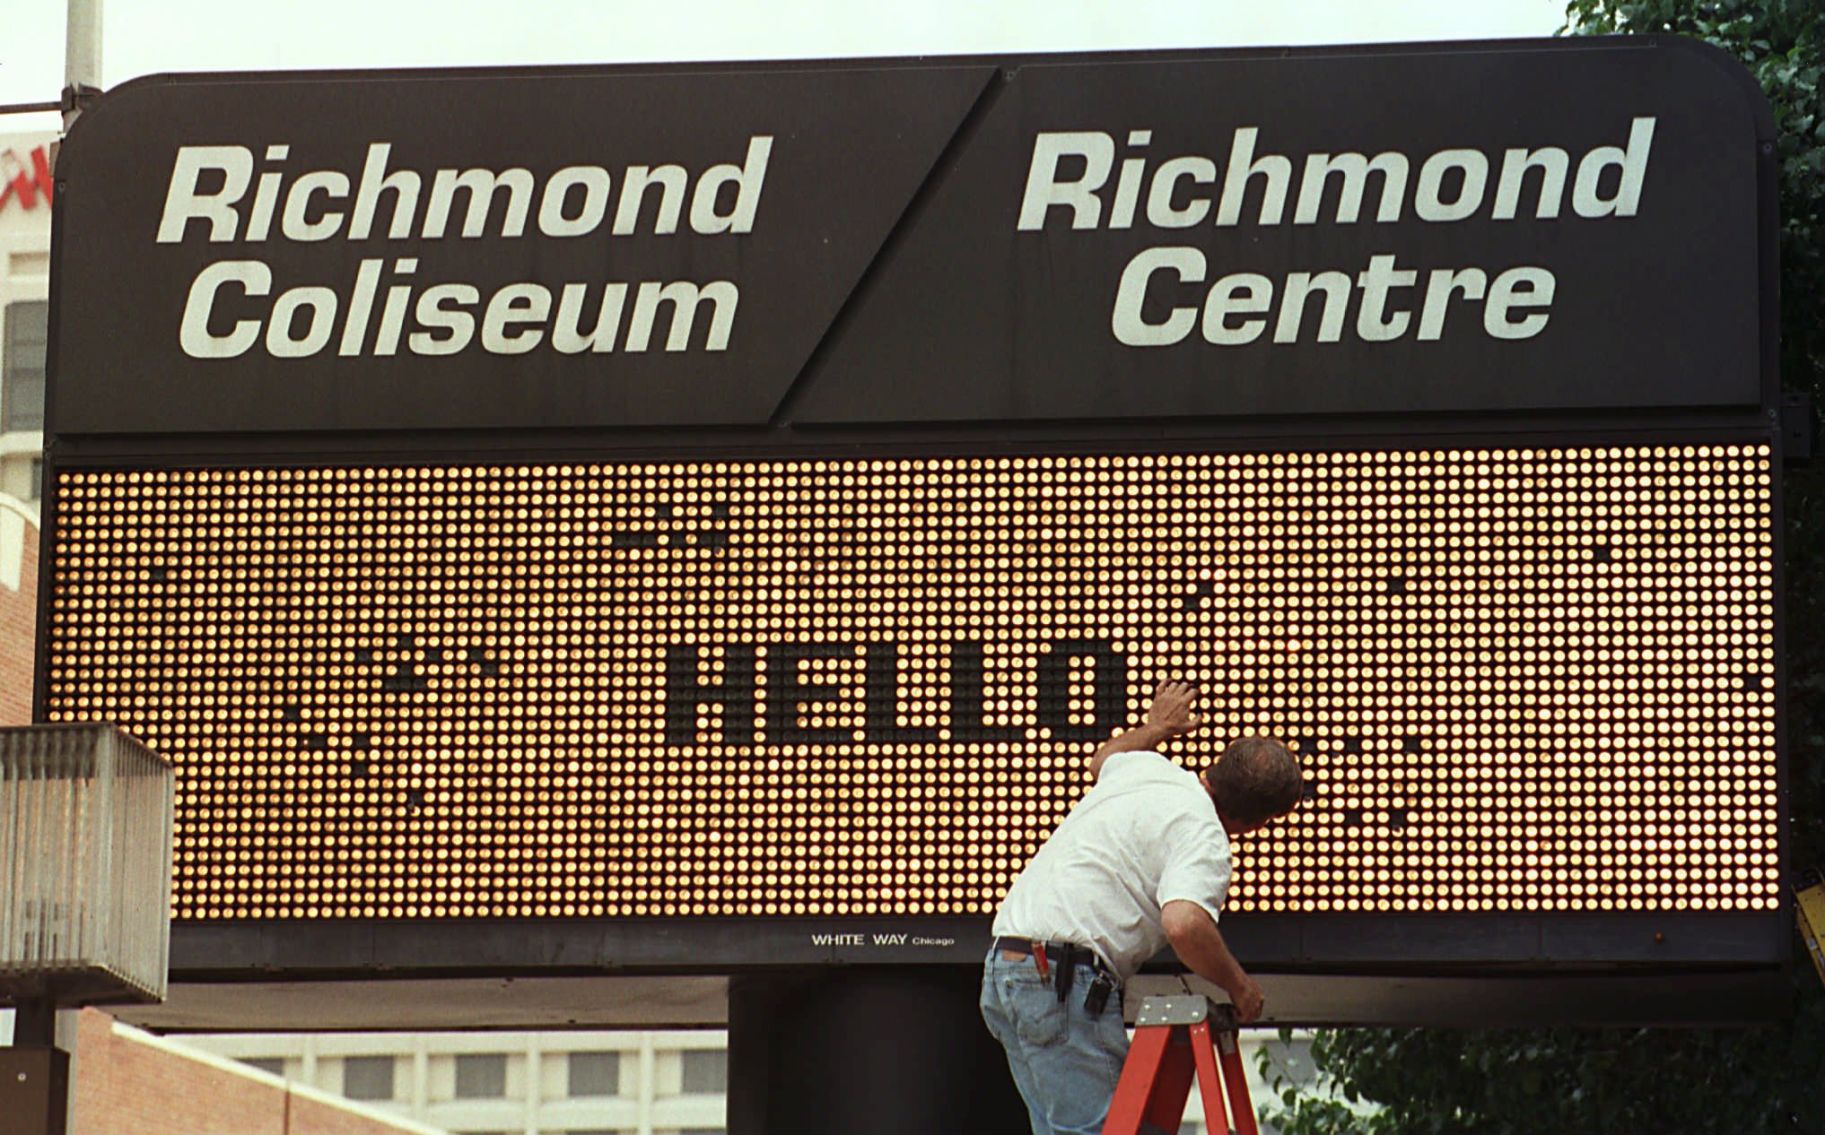 Richmond
Coliseum
Richmond
Centre
HELLO
WHITE WAY Chicago